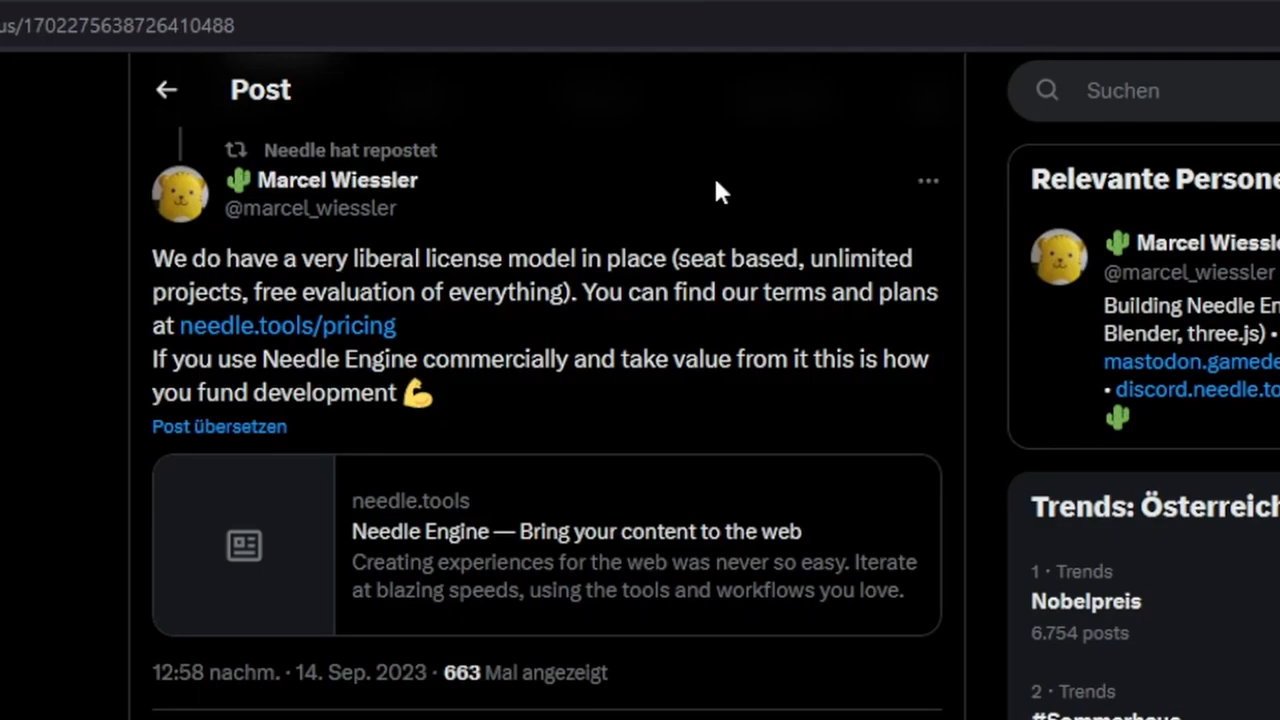 us/1702275638726410488
Post
Needle hat repostet
🌵 Marcel Wiessler
@marcel_wiessler
We do have a very liberal license model in place (seat based, unlimited
projects, free evaluation of everything). You can find our terms and plans
at needle.tools/pricing
If you use Needle Engine commercially and take value from it this is how
you fund development 💪
Post übersetzen
needle.tools
Needle Engine — Bring your content to the web
Creating experiences for the web was never so easy. Iterate
at blazing speeds, using the tools and workflows you love.
12:58 nachm. · 14. Sep. 2023 · 663 Mal angezeigt
Suchen
Relevante Persone
🌵 Marcel Wiessl
@marcel_wiessler
Building Needle En
Blender, three.js) •
mastodon.gamede
• discord.needle.to
🌵
Trends: Österreich
1 · Trends
Nobelpreis
6.754 posts
2 · Trends
#Sommerhaus